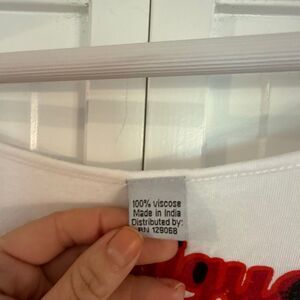 100% viscose
Made in India
Distributed by:
RN 129068